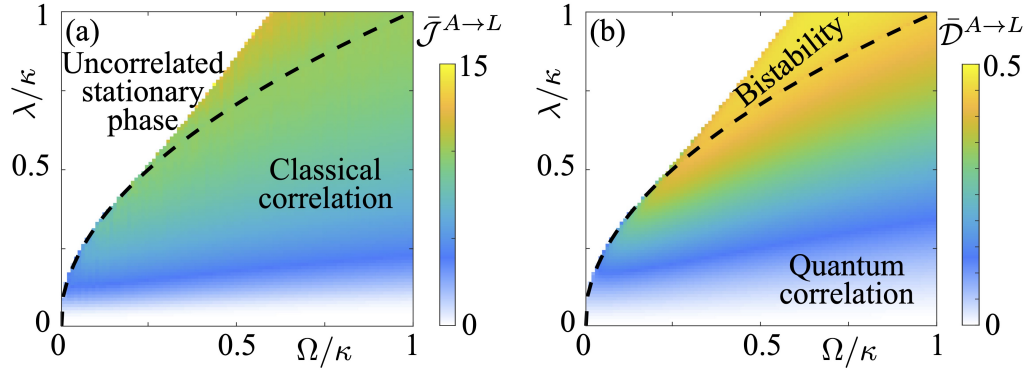 (a)
1
0.5
0
λ/κ
Uncorrelated
stationary
phase
Classical
correlation
0
0.5
1
Ω/κ
𝒥̄ᴬ→ᴸ
15
0
(b)
1
0.5
0
λ/κ
Bistability
Quantum
correlation
0
0.5
1
Ω/κ
𝒟̄ᴬ→ᴸ
0.5
0